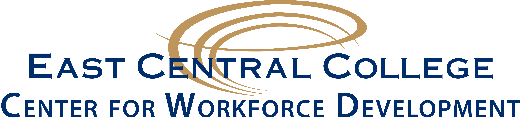 EAST CENTRAL COLLEGE
CENTER FOR WORKFORCE DEVELOPMENT